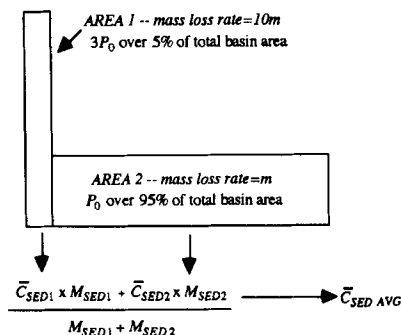 AREA 1 -- mass loss rate=10m
3P₀ over 5% of total basin area
AREA 2 -- mass loss rate=m
P₀ over 95% of total basin area
C̅SED1 x MSED1 + C̅SED2 x MSED2
C̅SED AVG
MSED1 + MSED2